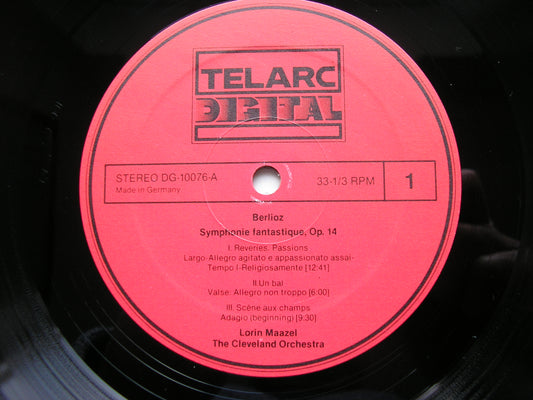 TELARC
DIGITAL
STEREO DG-10076-A
Made in Germany
33-1/3 RPM
1
Berlioz
Symphonie fantastique, Op. 14
I. Reveries. Passions
Largo. Allegro agitato e appassionato assai-
Tempo I-Religiosamente [12:41]
II.Un bal
Valse. Allegro non troppo [6:00]
III. Scène aux champs
Adagio (beginning) [9:30]
Lorin Maazel
The Cleveland Orchestra